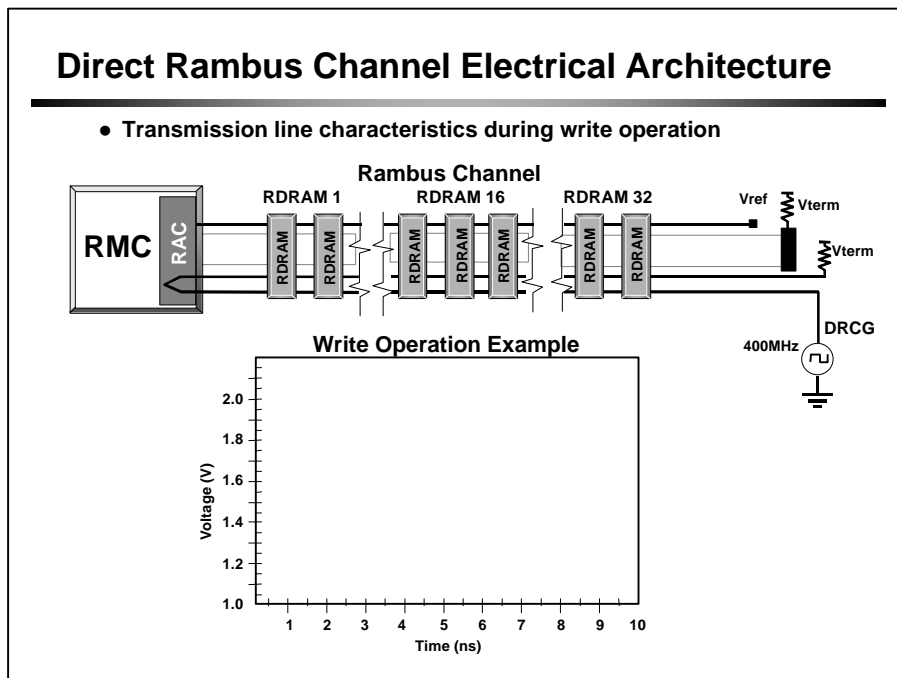 Direct Rambus Channel Electrical Architecture
● Transmission line characteristics during write operation
Rambus Channel
RDRAM 1 RDRAM 16 RDRAM 32
Vref
Vterm
Vterm
RMC
RAC
RDRAM RDRAM RDRAM RDRAM RDRAM RDRAM RDRAM
DRCG
400MHz
Write Operation Example
Voltage (V)
2.0
1.8
1.6
1.4
1.2
1.0
1 2 3 4 5 6 7 8 9 10
Time (ns)